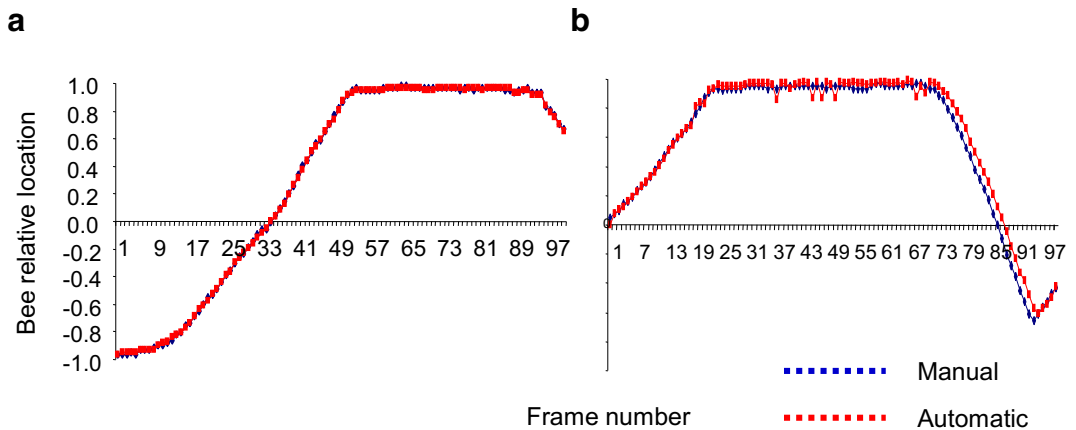 a
b
Bee relative location
1.0
0.8
0.6
0.4
0.2
0.0
-0.2
-0.4
-0.6
-0.8
-1.0
1 9 17 25 33 41 49 57 65 73 81 89 97
1 7 13 19 25 31 37 43 49 55 61 67 73 79 85 91 97
Manual
Frame number
Automatic